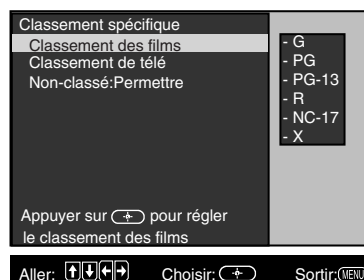 Classement spécifique
Classement des films
Classement de télé
Non-classé:Permettre
- G
- PG
- PG-13
- R
- NC-17
- X
Appuyer sur pour régler
le classement des films
Aller: Choisir: Sortir: MENU